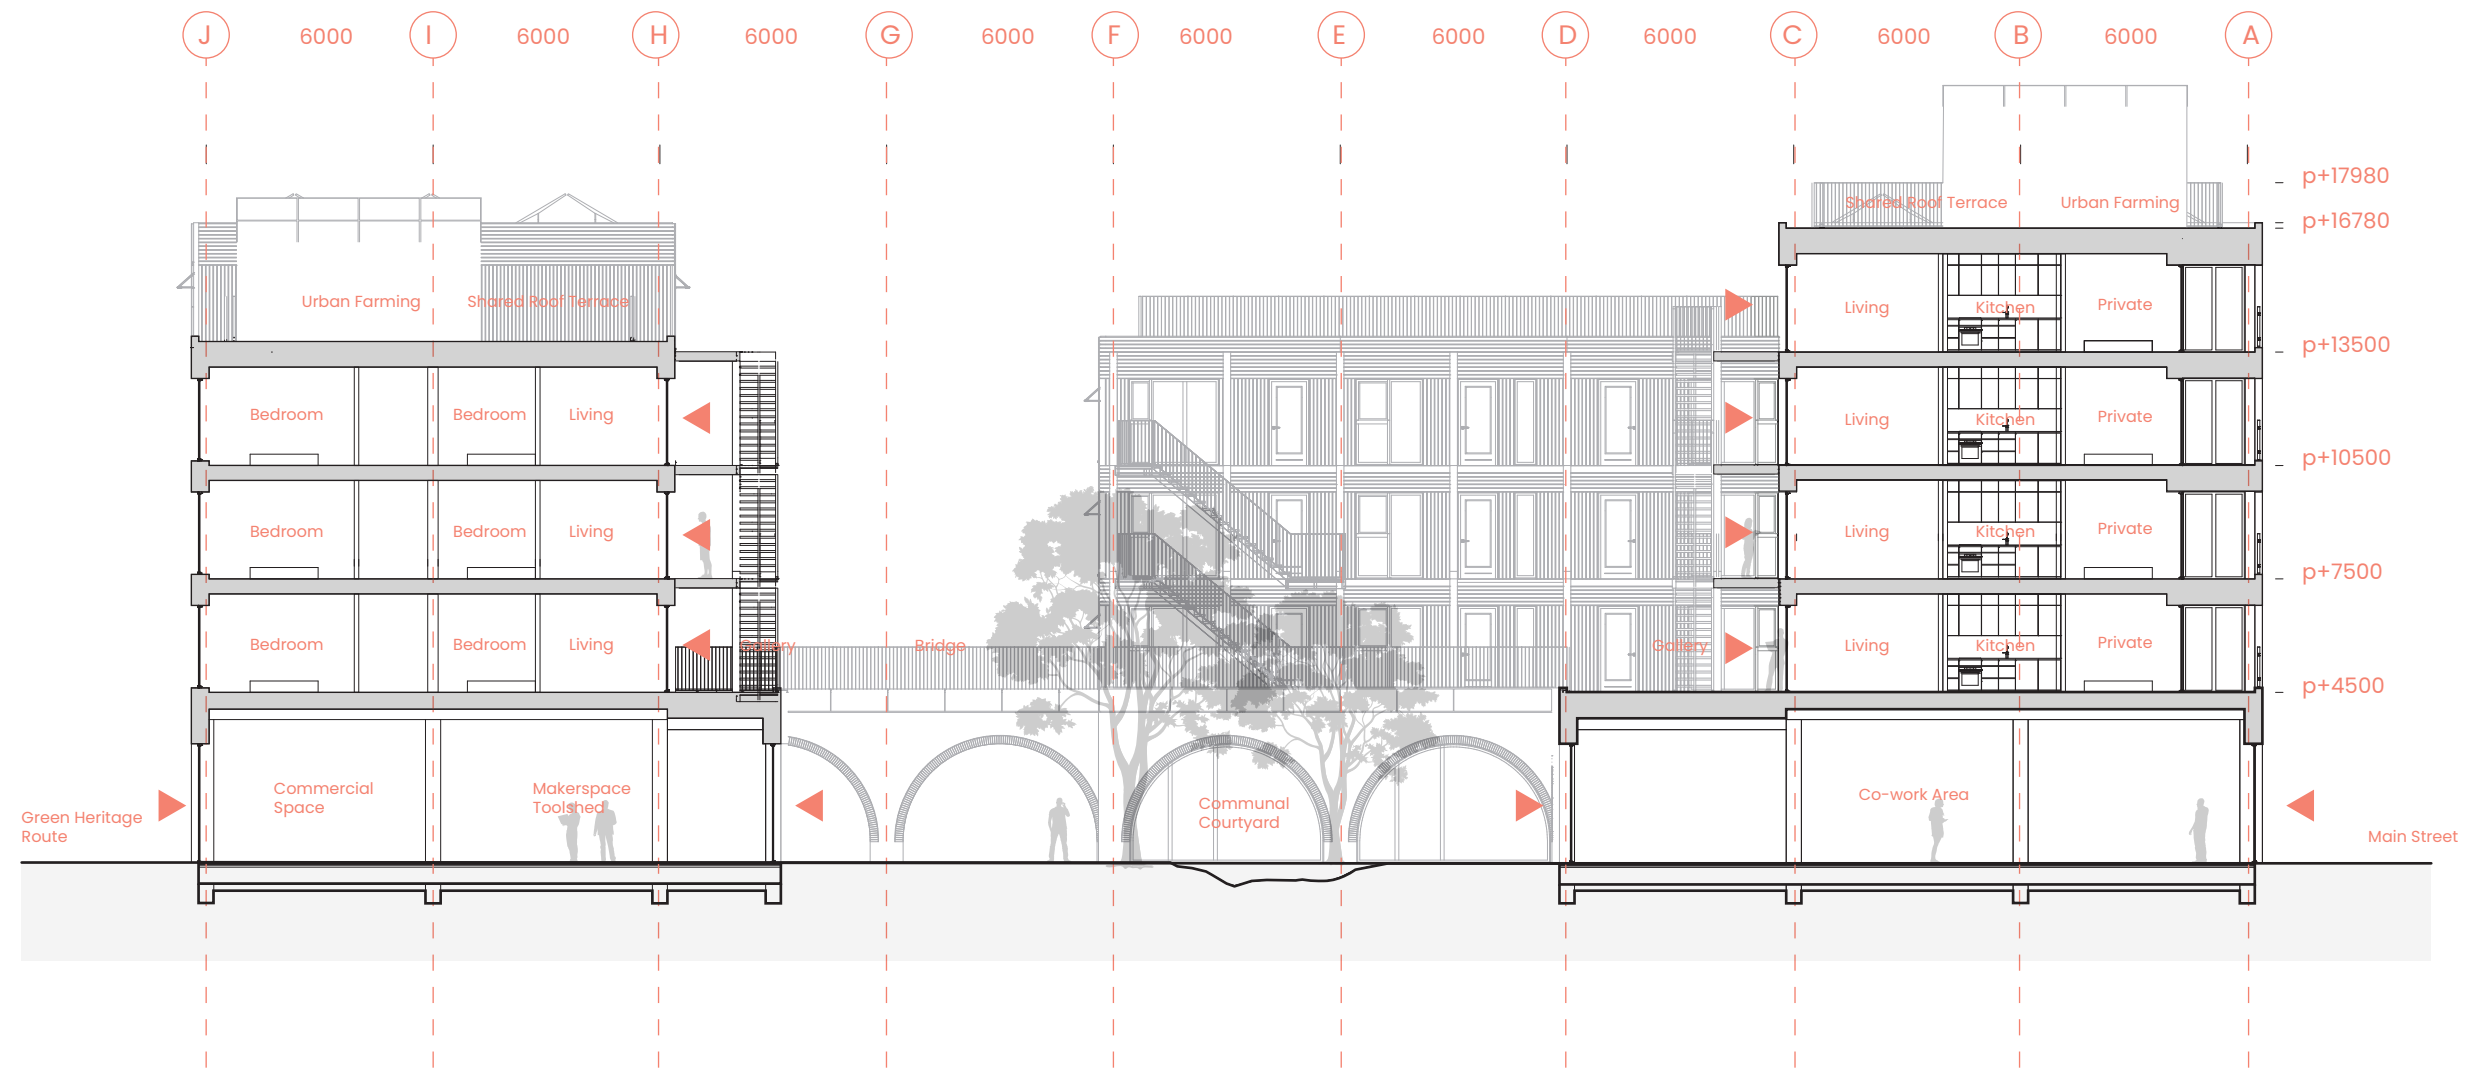 J 6000 I 6000 H 6000 G 6000 F 6000 E 6000 D 6000 C 6000 B 6000 A
p+17980
Shared Roof Terrace Urban Farming
p+16780
Urban Farming Shared Roof Terrace
Living Kitchen Private
p+13500
Bedroom Bedroom Living
Living Kitchen Private
p+10500
Bedroom Bedroom Living
Living Kitchen Private
p+7500
Bedroom Bedroom Living Gallery Bridge
Gallery Living Kitchen Private
p+4500
Commercial
Space
Makerspace
Toolshed
Communal
Courtyard
Co-work Area
Green Heritage
Route
Main Street